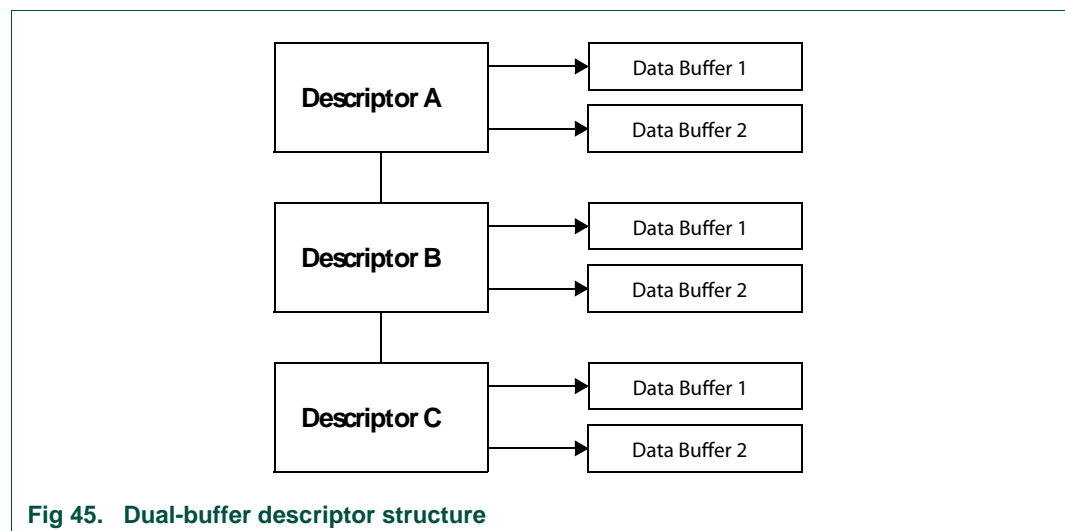 Descriptor A
Data Buffer 1
Data Buffer 2
Descriptor B
Data Buffer 1
Data Buffer 2
Descriptor C
Data Buffer 1
Data Buffer 2
Fig 45. Dual-buffer descriptor structure